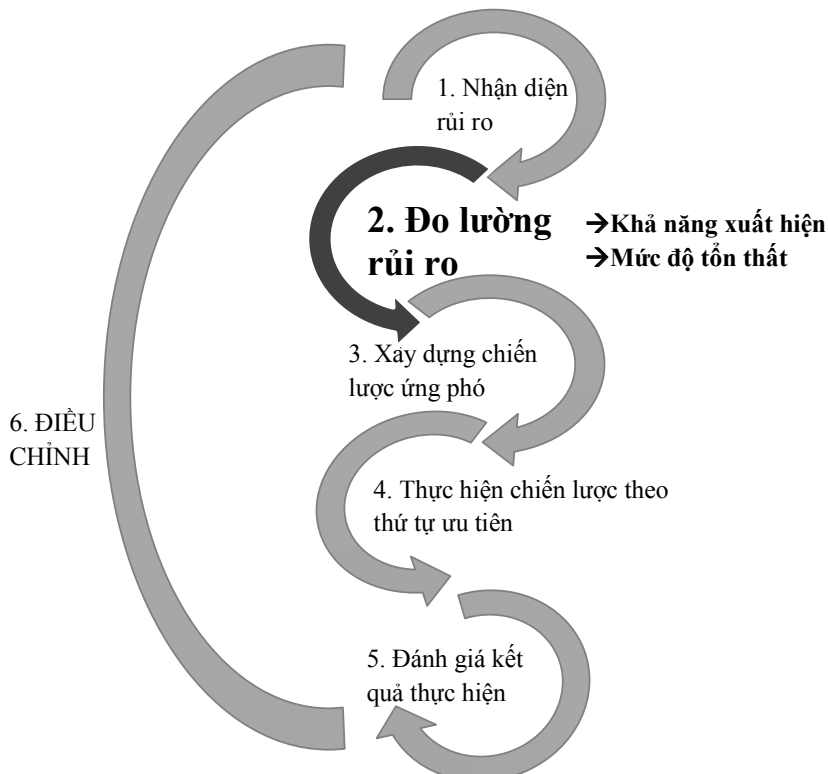 1. Nhận diện
rủi ro
2. Đo lường
rủi ro
→Khả năng xuất hiện
→Mức độ tổn thất
3. Xây dựng chiến
lược ứng phó
6. ĐIỀU
CHỈNH
4. Thực hiện chiến lược theo
thứ tự ưu tiên
5. Đánh giá kết
quả thực hiện